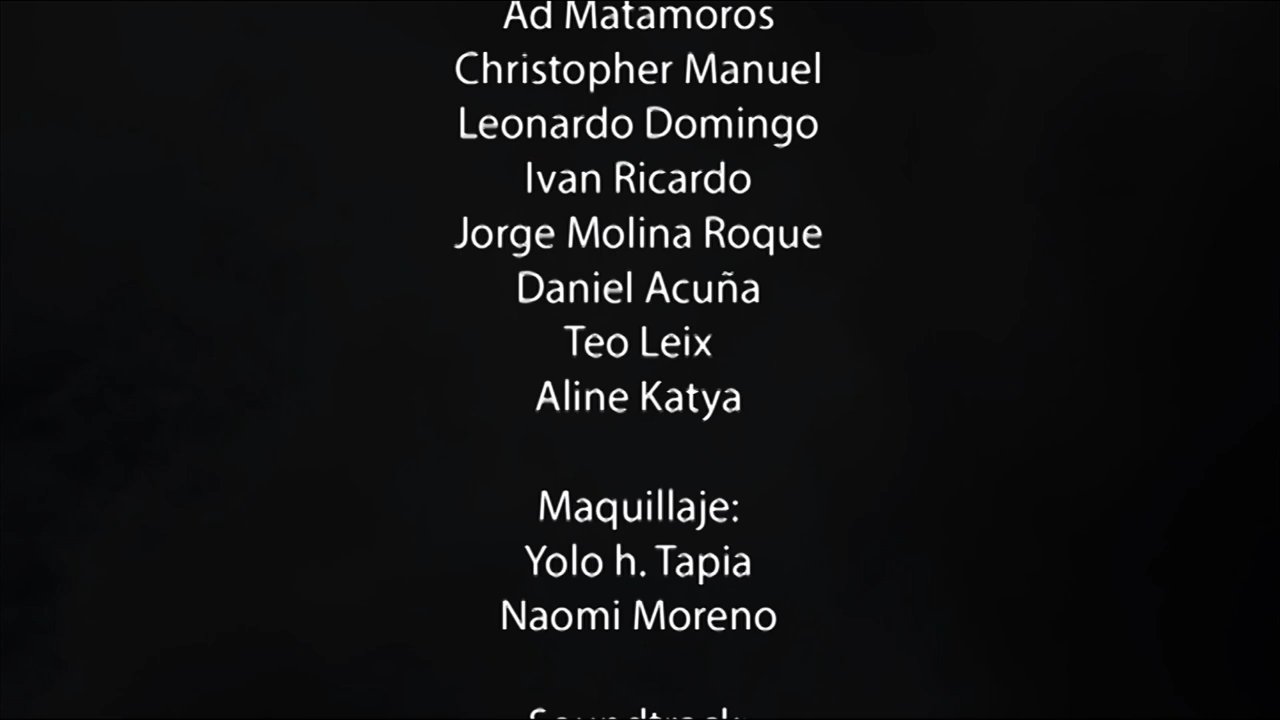 Ad Matamoros
Christopher Manuel
Leonardo Domingo
Ivan Ricardo
Jorge Molina Roque
Daniel Acuña
Teo Leix
Aline Katya
Maquillaje:
Yolo h. Tapia
Naomi Moreno
Soundtrack: